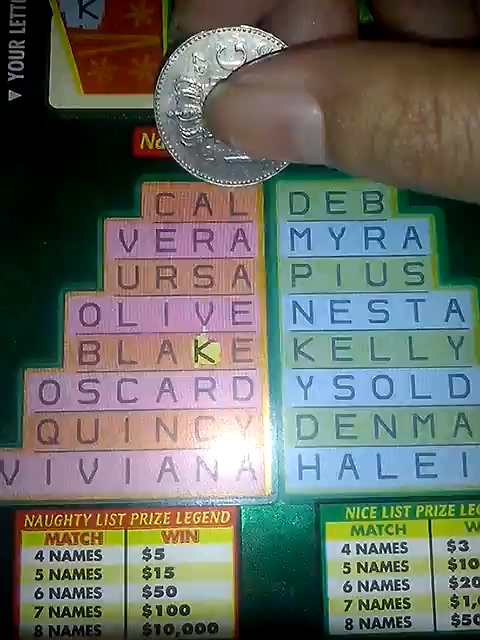 K
▼ YOUR
67
CAL
VERA
URSA
OLIVE
BLAKE
OSCARD
QUINCY
VIVIANA
DEB
MYRA
PIUS
NESTA
KELLY
YSOLD
DENMA
HALEI
NAUGHTY LIST PRIZE LEGEND
MATCH WIN
4 NAMES $5
5 NAMES $15
6 NAMES $50
7 NAMES $100
8 NAMES $10,000
NICE LIST PRIZE
MATCH
4 NAMES $3
5 NAMES $10
6 NAMES $20
7 NAMES $1,
8 NAMES $50